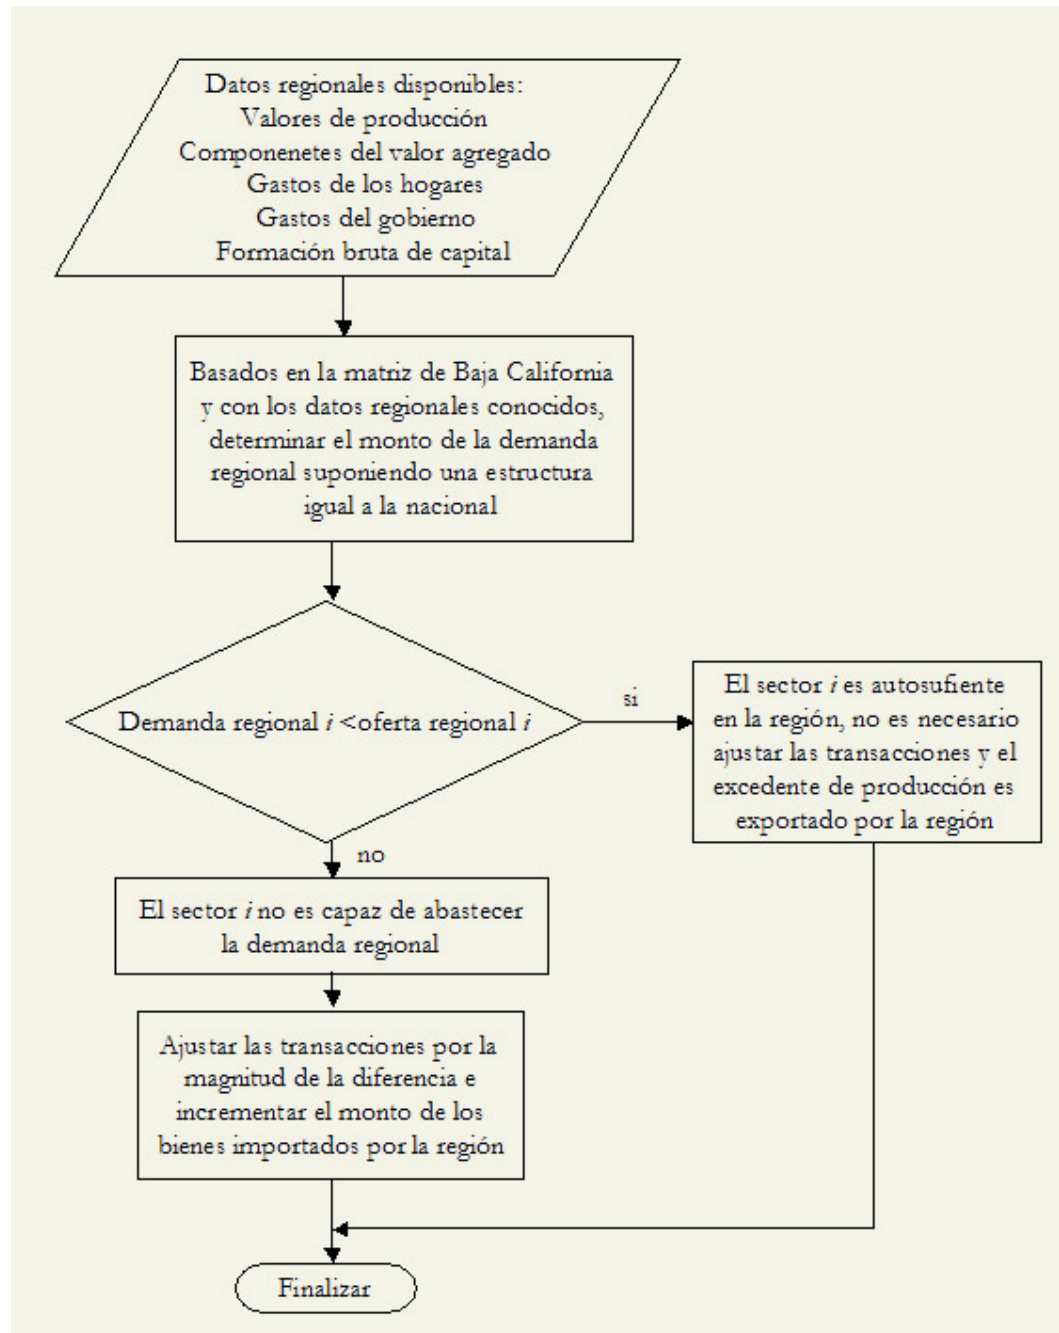 Datos regionales disponibles:
Valores de producción
Componenetes del valor agregado
Gastos de los hogares
Gastos del gobierno
Formación bruta de capital
Basados en la matriz de Baja California
y con los datos regionales conocidos,
determinar el monto de la demanda
regional suponiendo una estructura
igual a la nacional
Demanda regional i <oferta regional i
si
El sector i es autosufiente
en la región, no es necesario
ajustar las transacciones y el
excedente de producción es
exportado por la región
no
El sector i no es capaz de abastecer
la demanda regional
Ajustar las transacciones por la
magnitud de la diferencia e
incrementar el monto de los
bienes importados por la región
Finalizar